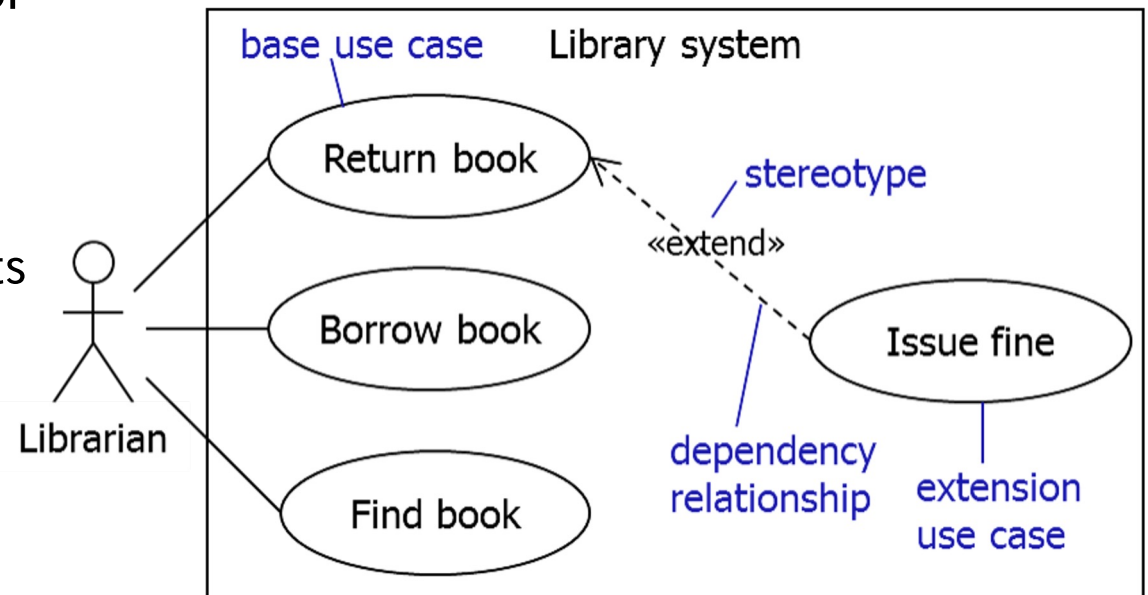 base use case
Library system
Return book
stereotype
«extend»
ts
Borrow book
Issue fine
Librarian
dependency
relationship
extension
use case
Find book